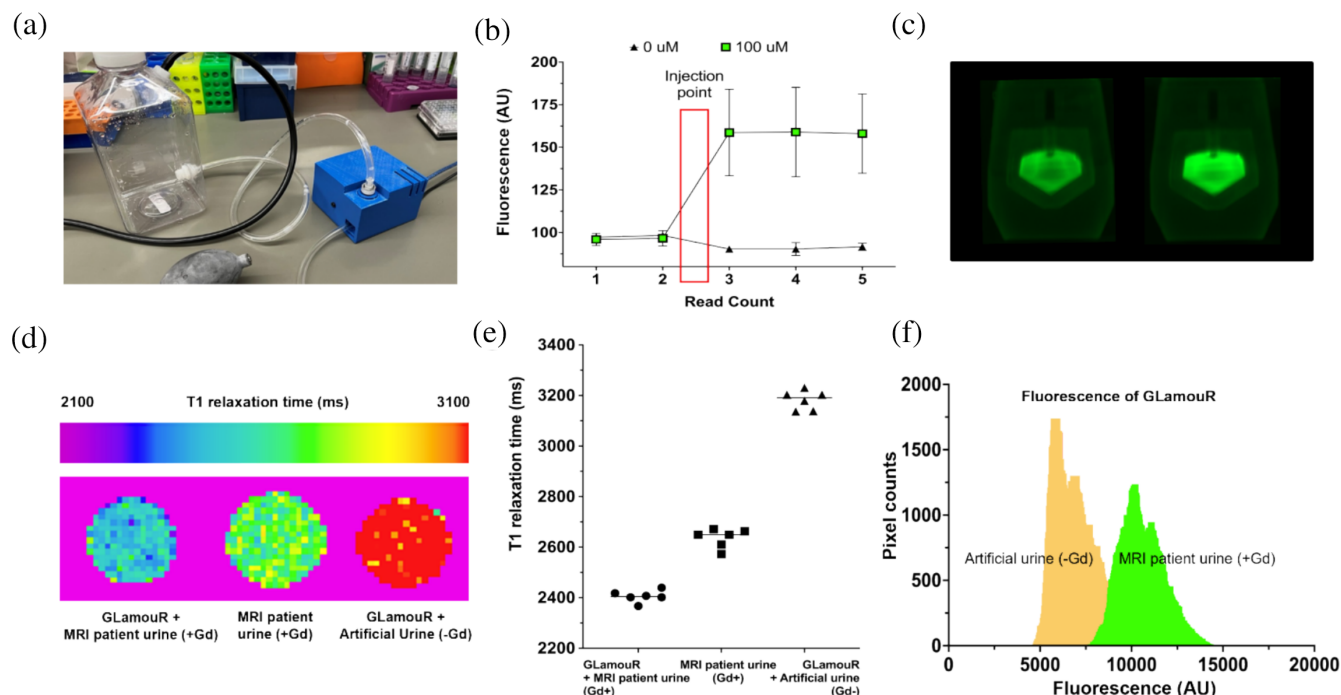 (a)
(b)
▲ 0 uM
100 uM
Injection
point
200
175
150
125
100
Fluorescence (AU)
1
2
3
4
5
Read Count
(c)
(d)
2100
T1 relaxation time (ms)
3100
GLamouR +
MRI patient urine (+Gd)
MRI patient
urine (+Gd)
GLamouR +
Artificial Urine (-Gd)
(e)
3400
3200
3000
2800
2600
2400
2200
T1 relaxation time (ms)
GLamouR
+ MRI patient urine
(Gd+)
MRI patient urine
(Gd+)
GLamouR
+ Artificial urine
(Gd-)
(f)
2000
1500
1000
500
0
Pixel counts
Fluorescence of GLamouR
Artificial urine (-Gd)
MRI patient urine (+Gd)
0
5000
10000
15000
20000
Fluorescence (AU)